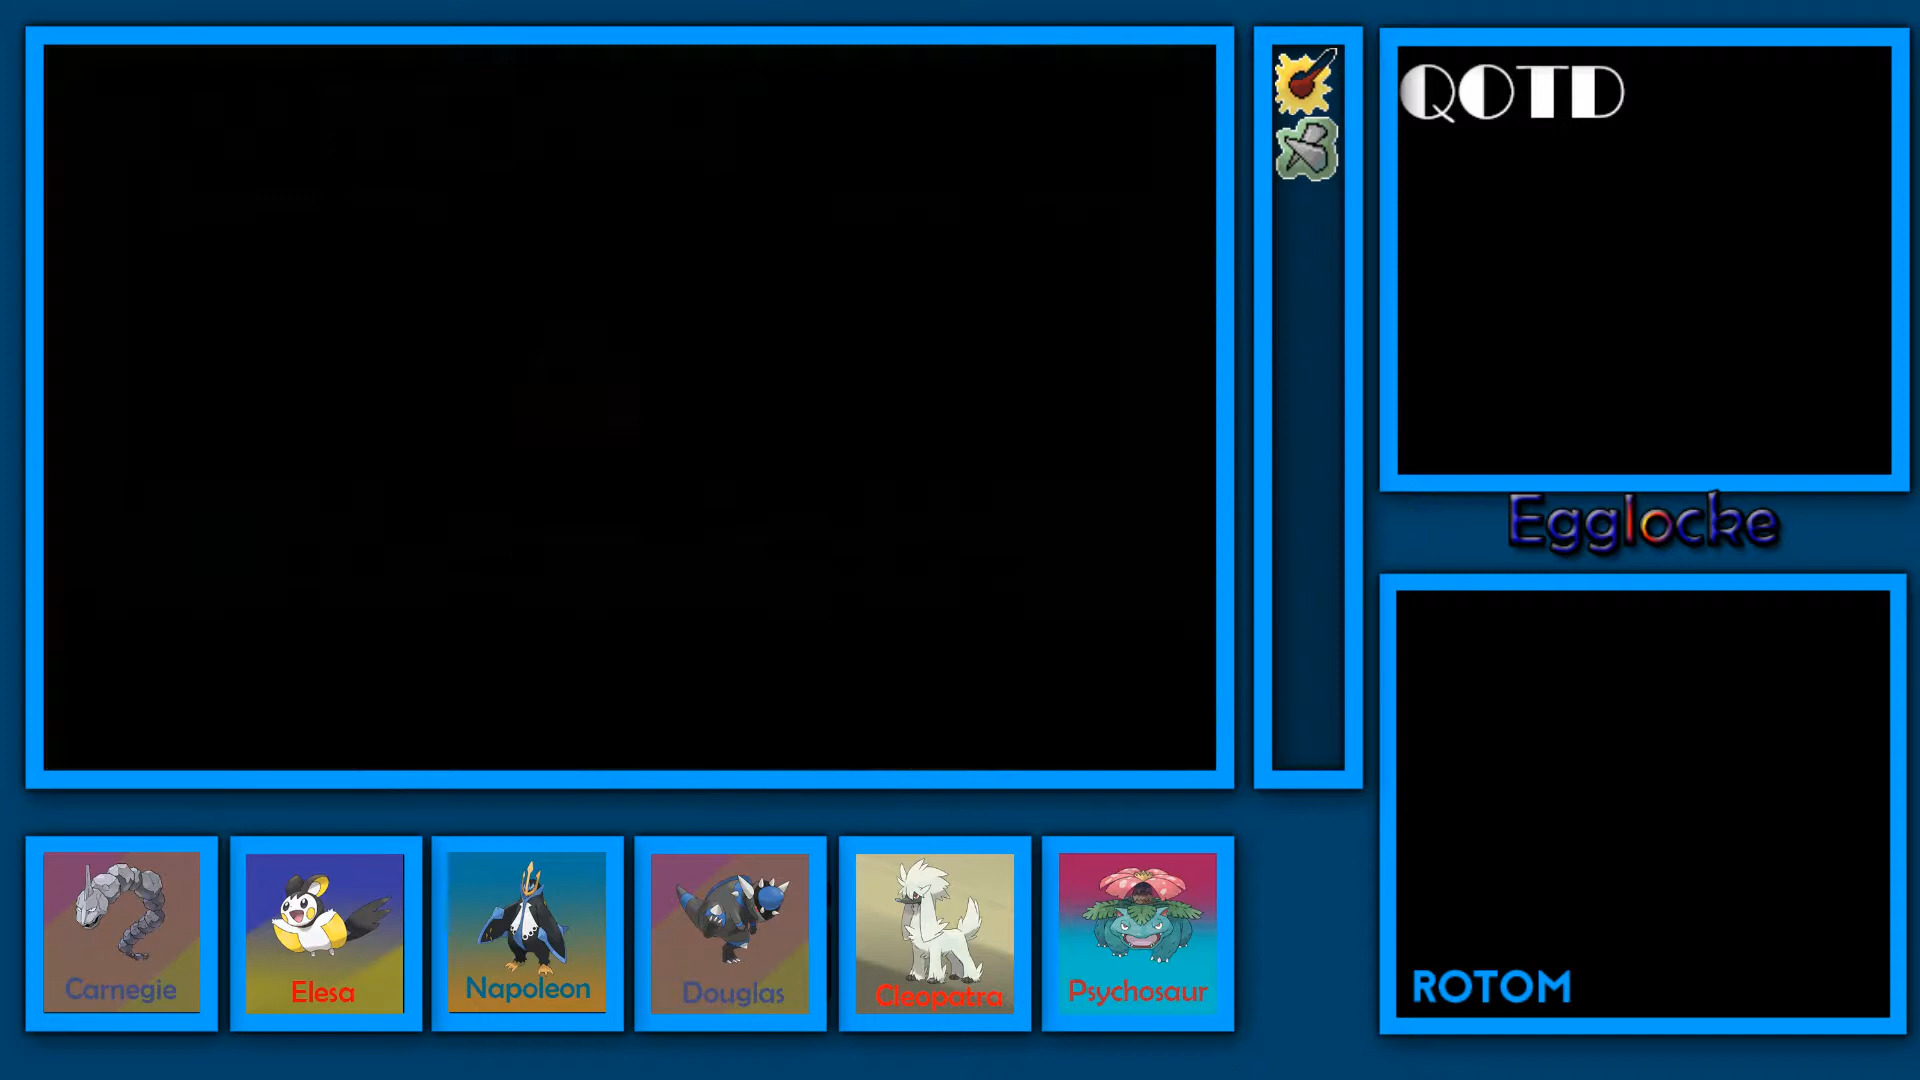 QOTD
Egglocke
ROTOM
Carnegie
Elesa
Napoleon
Douglas
Cleopatra
Psychosaur